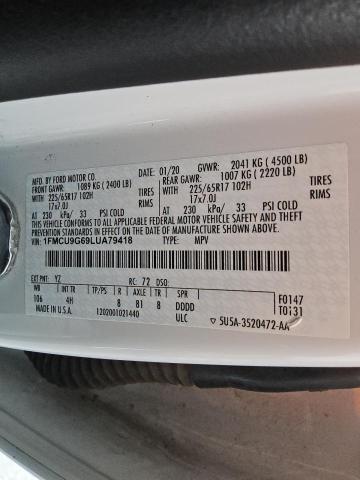 MFD. BY FORD MOTOR CO. 01/20 GVWR: 2041 KG ( 4500 LB)
FRONT GAWR: 1089 KG ( 2400 LB) REAR GAWR: 1007 KG ( 2220 LB)
WITH 225/65R17 102H TIRES WITH 225/65R17 102H TIRES
17x7.0J RIMS 17x7.0J RIMS
AT 230 kPa/ 33 PSI COLD AT 230 kPa/ 33 PSI COLD
THIS VEHICLE CONFORMS TO ALL APPLICABLE FEDERAL MOTOR VEHICLE SAFETY AND THEFT PREVENTION STANDARDS IN EFFECT ON THE DATE OF MANUFACTURE SHOWN ABOVE.
VIN: 1FMCU9G69LUA79418 TYPE: MPV
EXT PNT: YZ RC: 72 DSO:
WB INT TR TP/PS R AXLE TR SPR F0147
106 4H 8 81 8 DDDD T0131
MADE IN U.S.A. 1202001021440 ULC ▽ 5U5A-3520472-AA